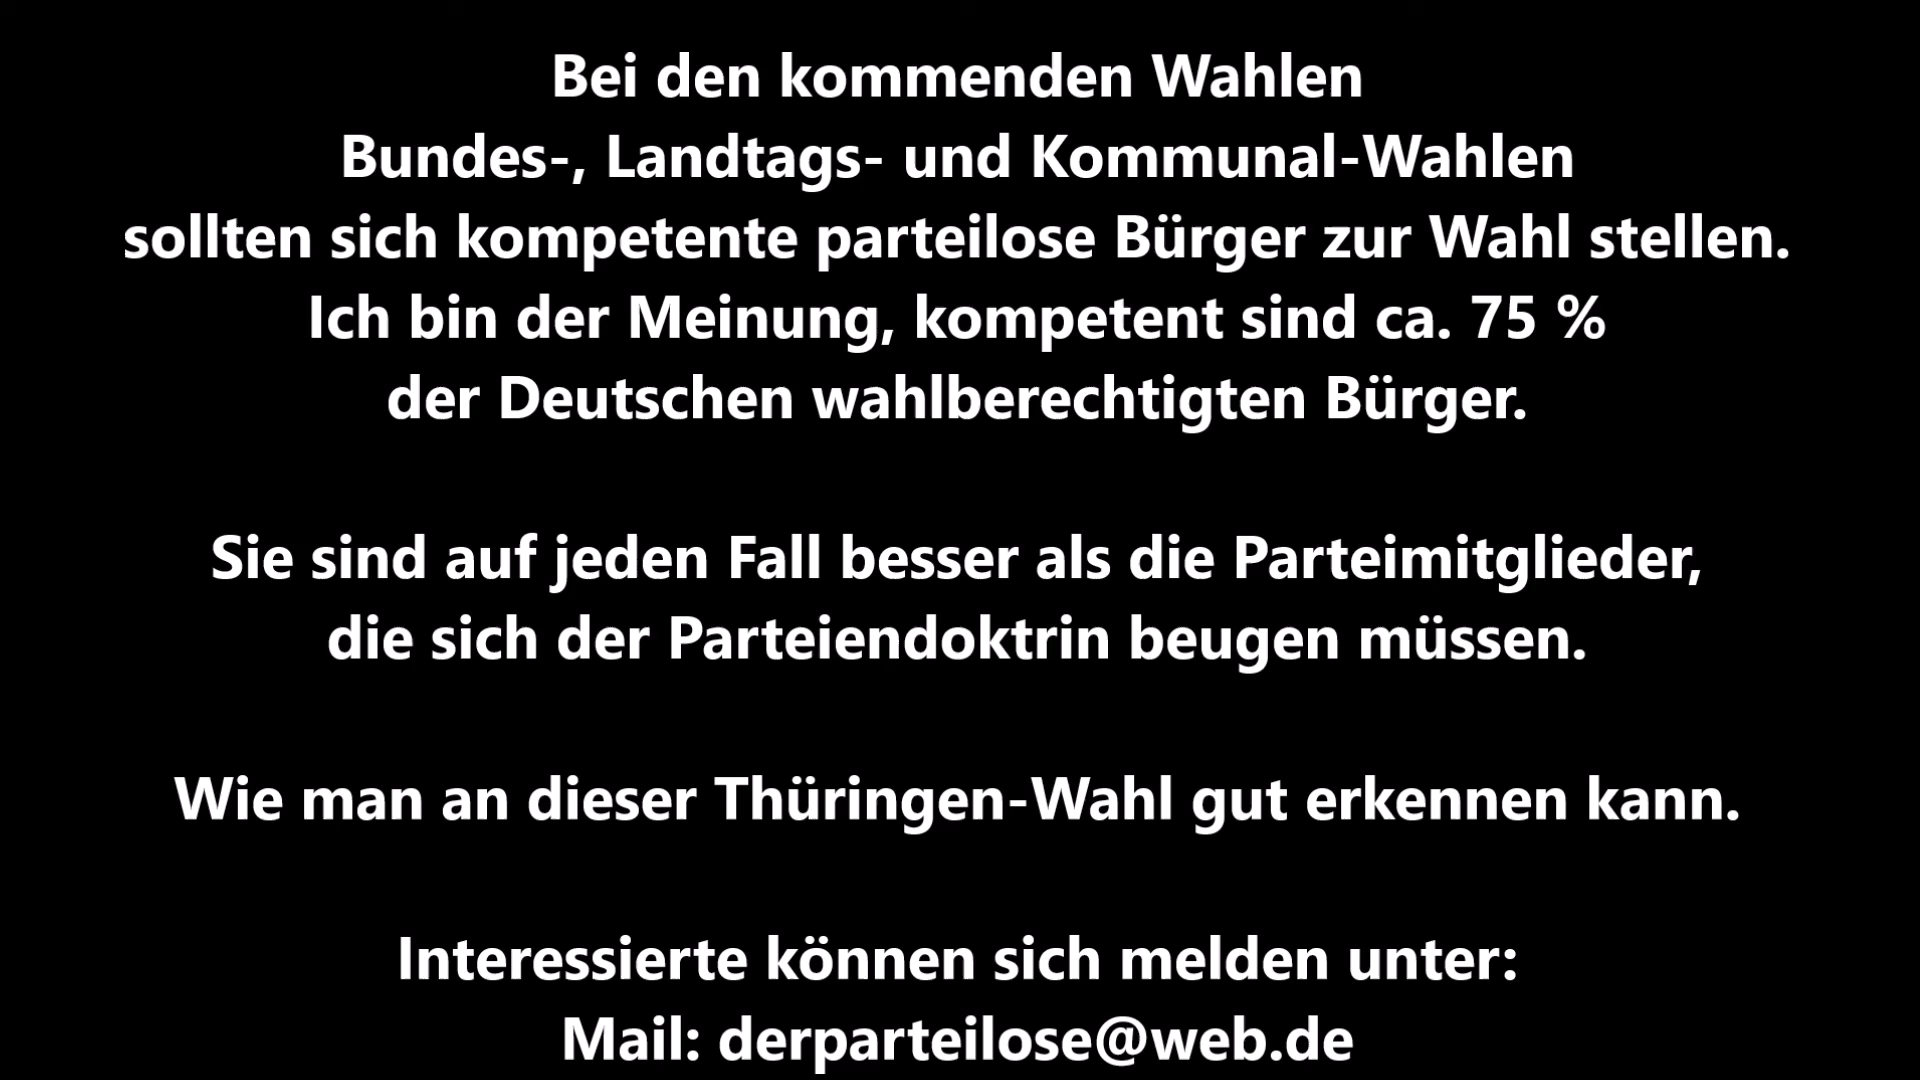 Bei den kommenden Wahlen
Bundes-, Landtags- und Kommunal-Wahlen
sollten sich kompetente parteilose Bürger zur Wahl stellen.
Ich bin der Meinung, kompetent sind ca. 75 %
der Deutschen wahlberechtigten Bürger.
Sie sind auf jeden Fall besser als die Parteimitglieder,
die sich der Parteiendoktrin beugen müssen.
Wie man an dieser Thüringen-Wahl gut erkennen kann.
Interessierte können sich melden unter:
Mail: derparteilose@web.de